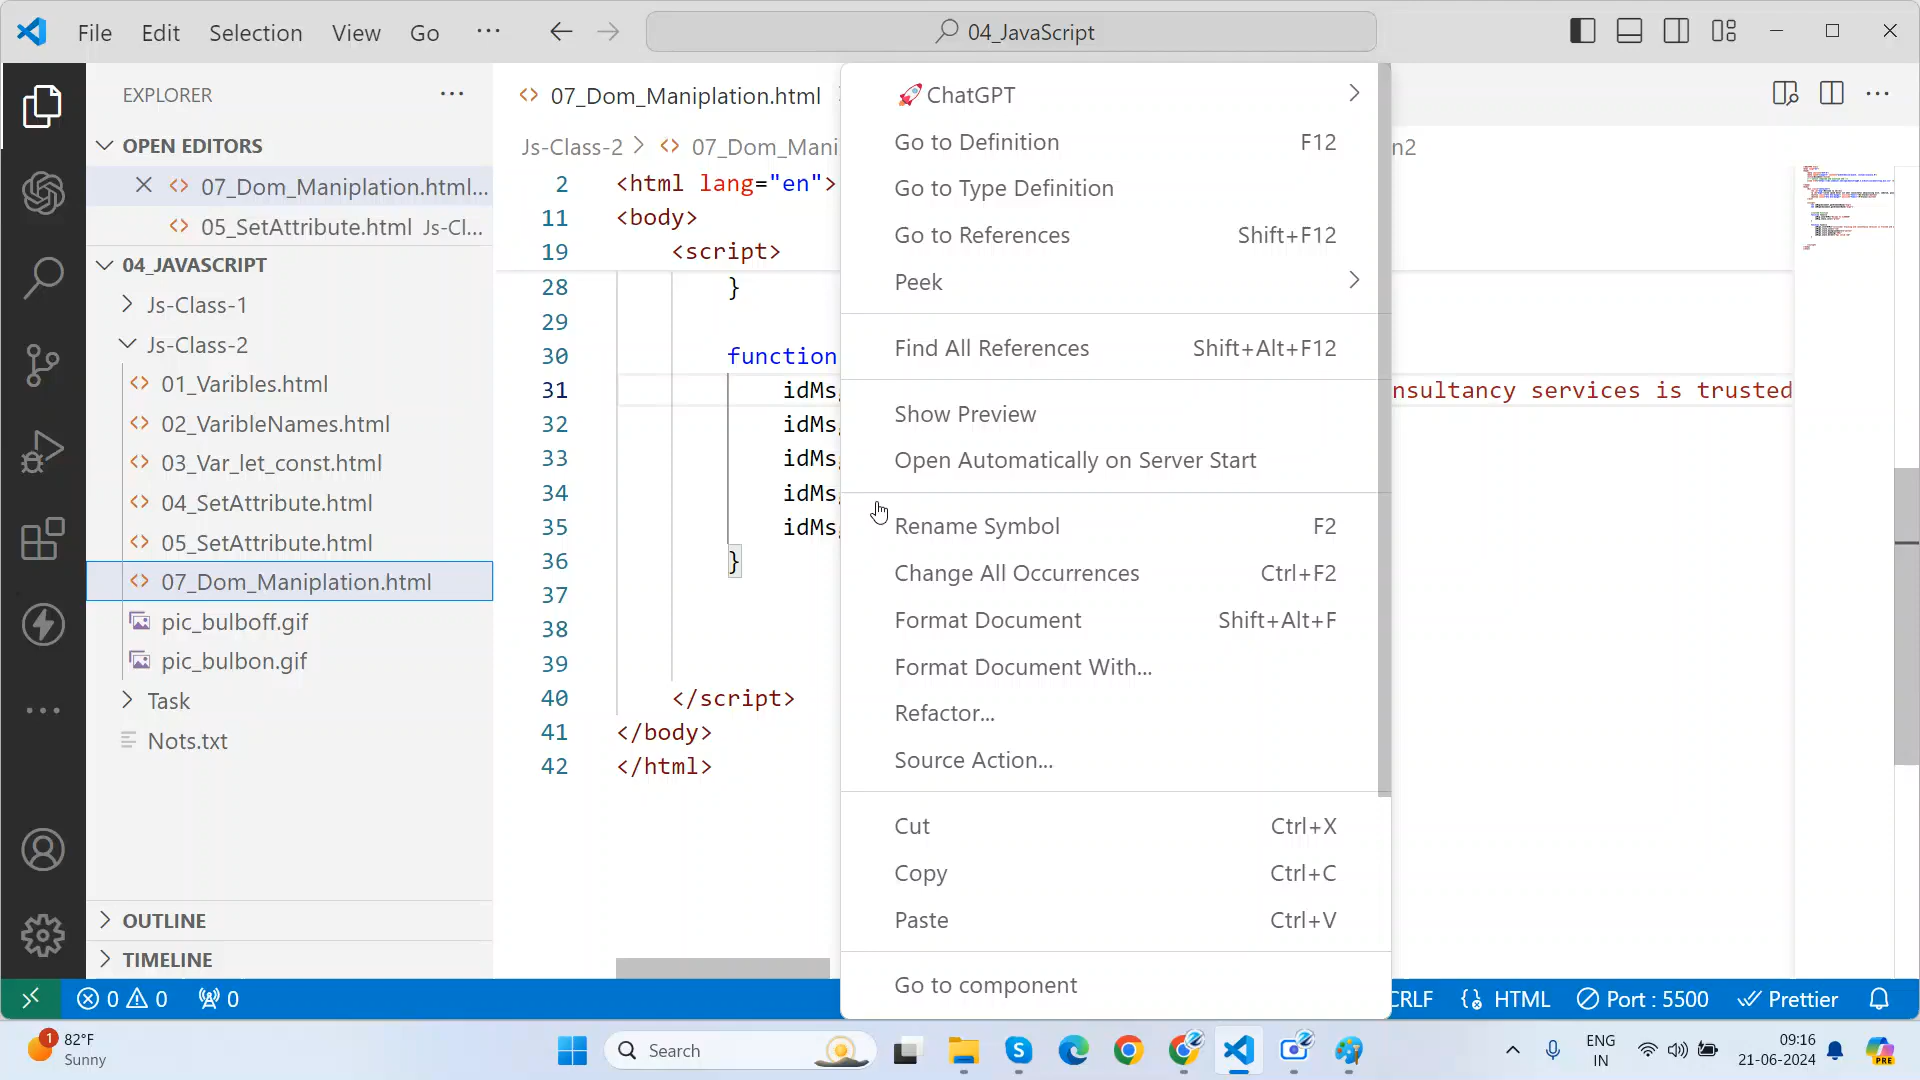 File Edit Selection View Go ···
04_JavaScript
EXPLORER ···
OPEN EDITORS
07_Dom_Maniplation.html...
05_SetAttribute.html Js-Cl...
04_JAVASCRIPT
Js-Class-1
Js-Class-2
01_Varibles.html
02_VaribleNames.html
03_Var_let_const.html
04_SetAttribute.html
05_SetAttribute.html
07_Dom_Maniplation.html
pic_bulboff.gif
pic_bulbon.gif
Task
Nots.txt
OUTLINE
TIMELINE
07_Dom_Maniplation.html
Js-Class-2 > 07_Dom_Mani
n2
2 <html lang="en">
11 <body>
19 <script>
28 }
29
30 function
31 idMs
nsultancy services is trusted
32 idMs
33 idMs
34 idMs
35 idMs
36 }
37
38
39
40 </script>
41 </body>
42 </html>
🚀ChatGPT
Go to Definition F12
Go to Type Definition
Go to References Shift+F12
Peek
Find All References Shift+Alt+F12
Show Preview
Open Automatically on Server Start
Rename Symbol F2
Change All Occurrences Ctrl+F2
Format Document Shift+Alt+F
Format Document With...
Refactor...
Source Action...
Cut Ctrl+X
Copy Ctrl+C
Paste Ctrl+V
Go to component
0 0 0
CRLF HTML Port : 5500 Prettier
1 82°F
Sunny
Search
ENG
IN
09:16
21-06-2024
PRE